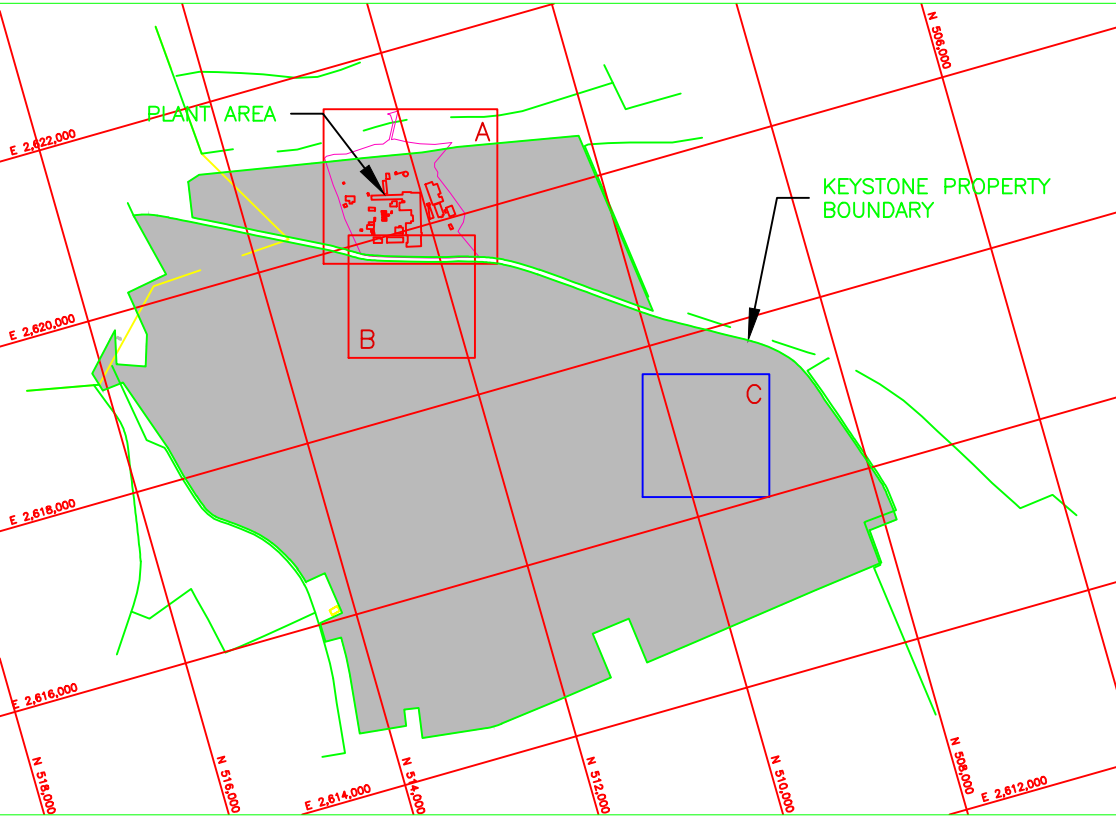 N 506,000
E 2,622,000
PLANT AREA
A
KEYSTONE PROPERTY
BOUNDARY
E 2,620,000
B
C
E 2,618,000
E 2,616,000
N 518,000
N 516,000
E 2,614,000
N 514,000
N 512,000
N 510,000
N 508,000
E 2,612,000